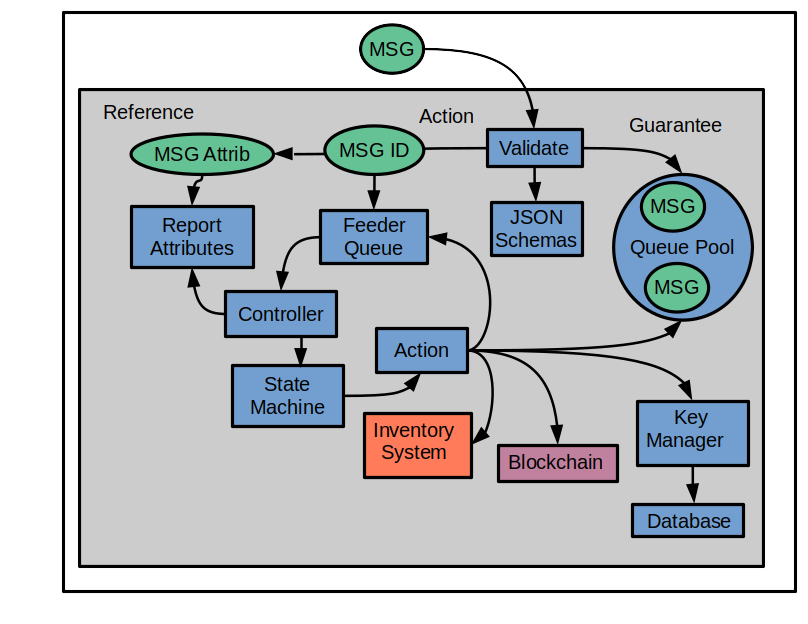 MSG
Reference
Action
Guarantee
MSG Attrib
MSG ID
Validate
Report
Attributes
Feeder
Queue
JSON
Schemas
MSG
Queue Pool
MSG
Controller
Action
State
Machine
Inventory
System
Blockchain
Key
Manager
Database